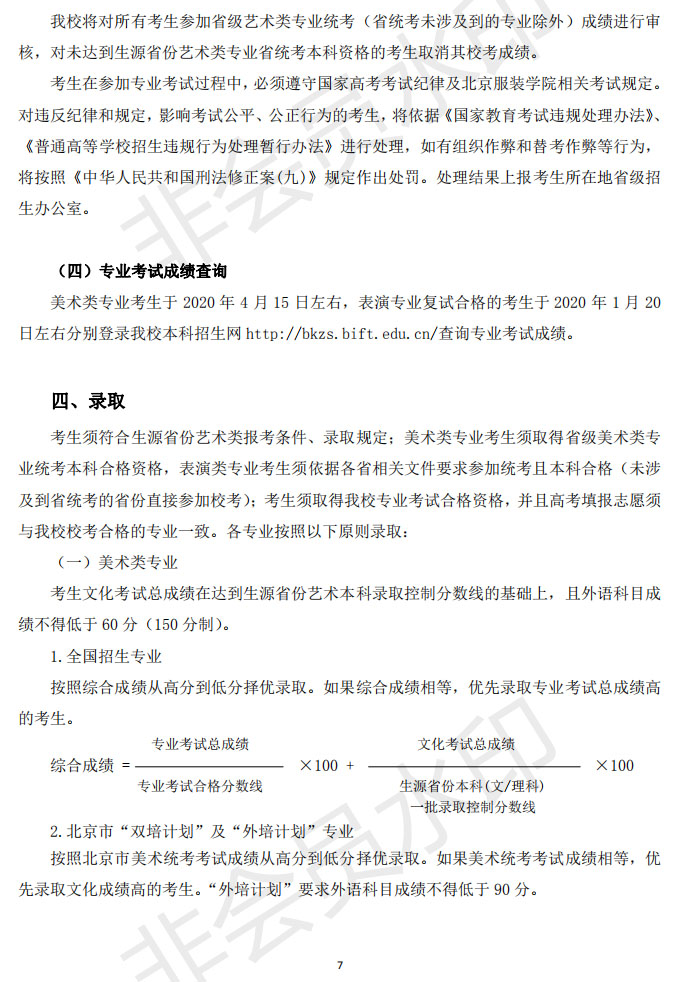 我校将对所有考生参加省级艺术类专业统考（省统考未涉及到的专业除外）成绩进行审
核，对未达到生源省份艺术类专业省统考本科资格的考生取消其校考成绩。
考生在参加专业考试过程中，必须遵守国家高考考试纪律及北京服装学院相关考试规定。
对违反纪律和规定，影响考试公平、公正行为的考生，将依据《国家教育考试违规处理办法》、
《普通高等学校招生违规行为处理暂行办法》进行处理，如有组织作弊和替考作弊等行为，
将按照《中华人民共和国刑法修正案(九)》规定作出处罚。处理结果上报考生所在地省级招
生办公室。
（四）专业考试成绩查询
美术类专业考生于 2020 年 4 月 15 日左右，表演专业复试合格的考生于 2020 年 1 月 20
日左右分别登录我校本科招生网 http://bkzs.bift.edu.cn/查询专业考试成绩。
四、录取
考生须符合生源省份艺术类报考条件、录取规定；美术类专业考生须取得省级美术类专
业统考本科合格资格，表演类专业考生须依据各省相关文件要求参加统考且本科合格（未涉
及到省统考的省份直接参加校考）；考生须取得我校专业考试合格资格，并且高考填报志愿须
与我校校考合格的专业一致。各专业按照以下原则录取：
（一）美术类专业
考生文化考试总成绩在达到生源省份艺术本科录取控制分数线的基础上，且外语科目成
绩不得低于 60 分（150 分制）。
1.全国招生专业
按照综合成绩从高分到低分择优录取。如果综合成绩相等，优先录取专业考试总成绩高
的考生。
专业考试总成绩 文化考试总成绩
综合成绩 = ×100 + ×100
专业考试合格分数线 生源省份本科(文/理科)
一批录取控制分数线
2.北京市“双培计划”及“外培计划”专业
按照北京市美术统考考试成绩从高分到低分择优录取。如果美术统考考试成绩相等，优
先录取文化成绩高的考生。“外培计划”要求外语科目成绩不得低于 90 分。
7
非会员水印
非会员水印